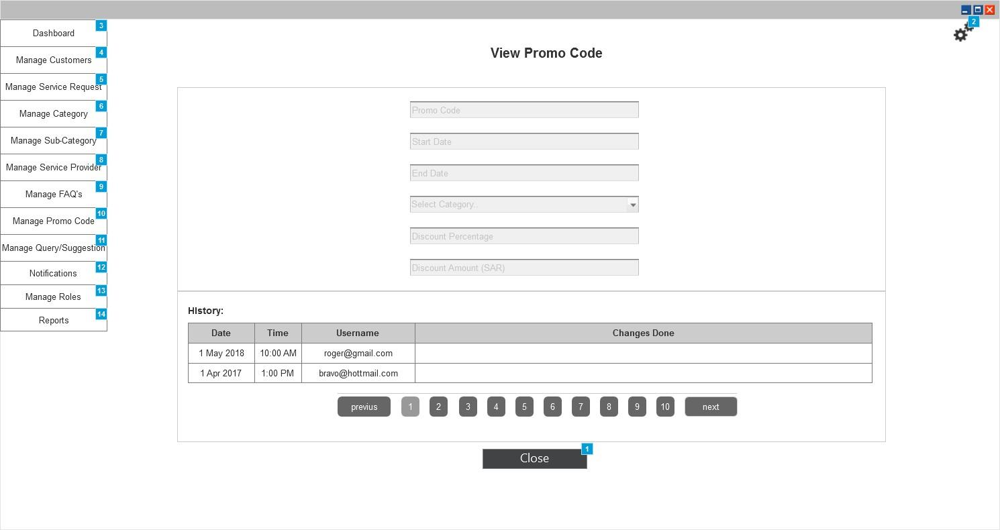 2
3
Dashboard
4
Manage Customers
5
Manage Service Request
6
Manage Category
7
Manage Sub-Category
8
Manage Service Provider
9
Manage FAQ's
10
Manage Promo Code
11
Manage Query/Suggestion
12
Notifications
13
Manage Roles
14
Reports
View Promo Code
Promo Code
Start Date
End Date
Select Category..
Discount Percentage
Discount Amount (SAR)
History:
Date Time Username Changes Done
1 May 2018 10:00 AM roger@gmail.com
1 Apr 2017 1:00 PM bravo@hottmail.com
previus 1 2 3 4 5 6 7 8 9 10 next
1
Close